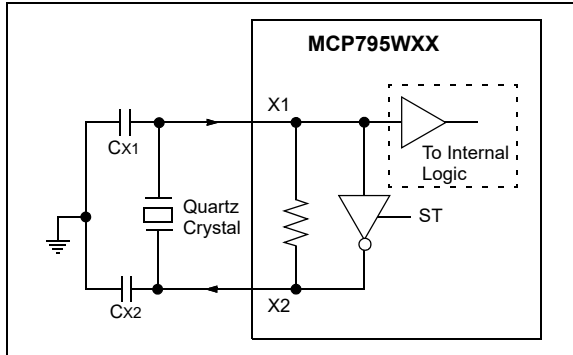 MCP795WXX
X1
CX1
To Internal
Logic
Quartz
Crystal
ST
X2
CX2